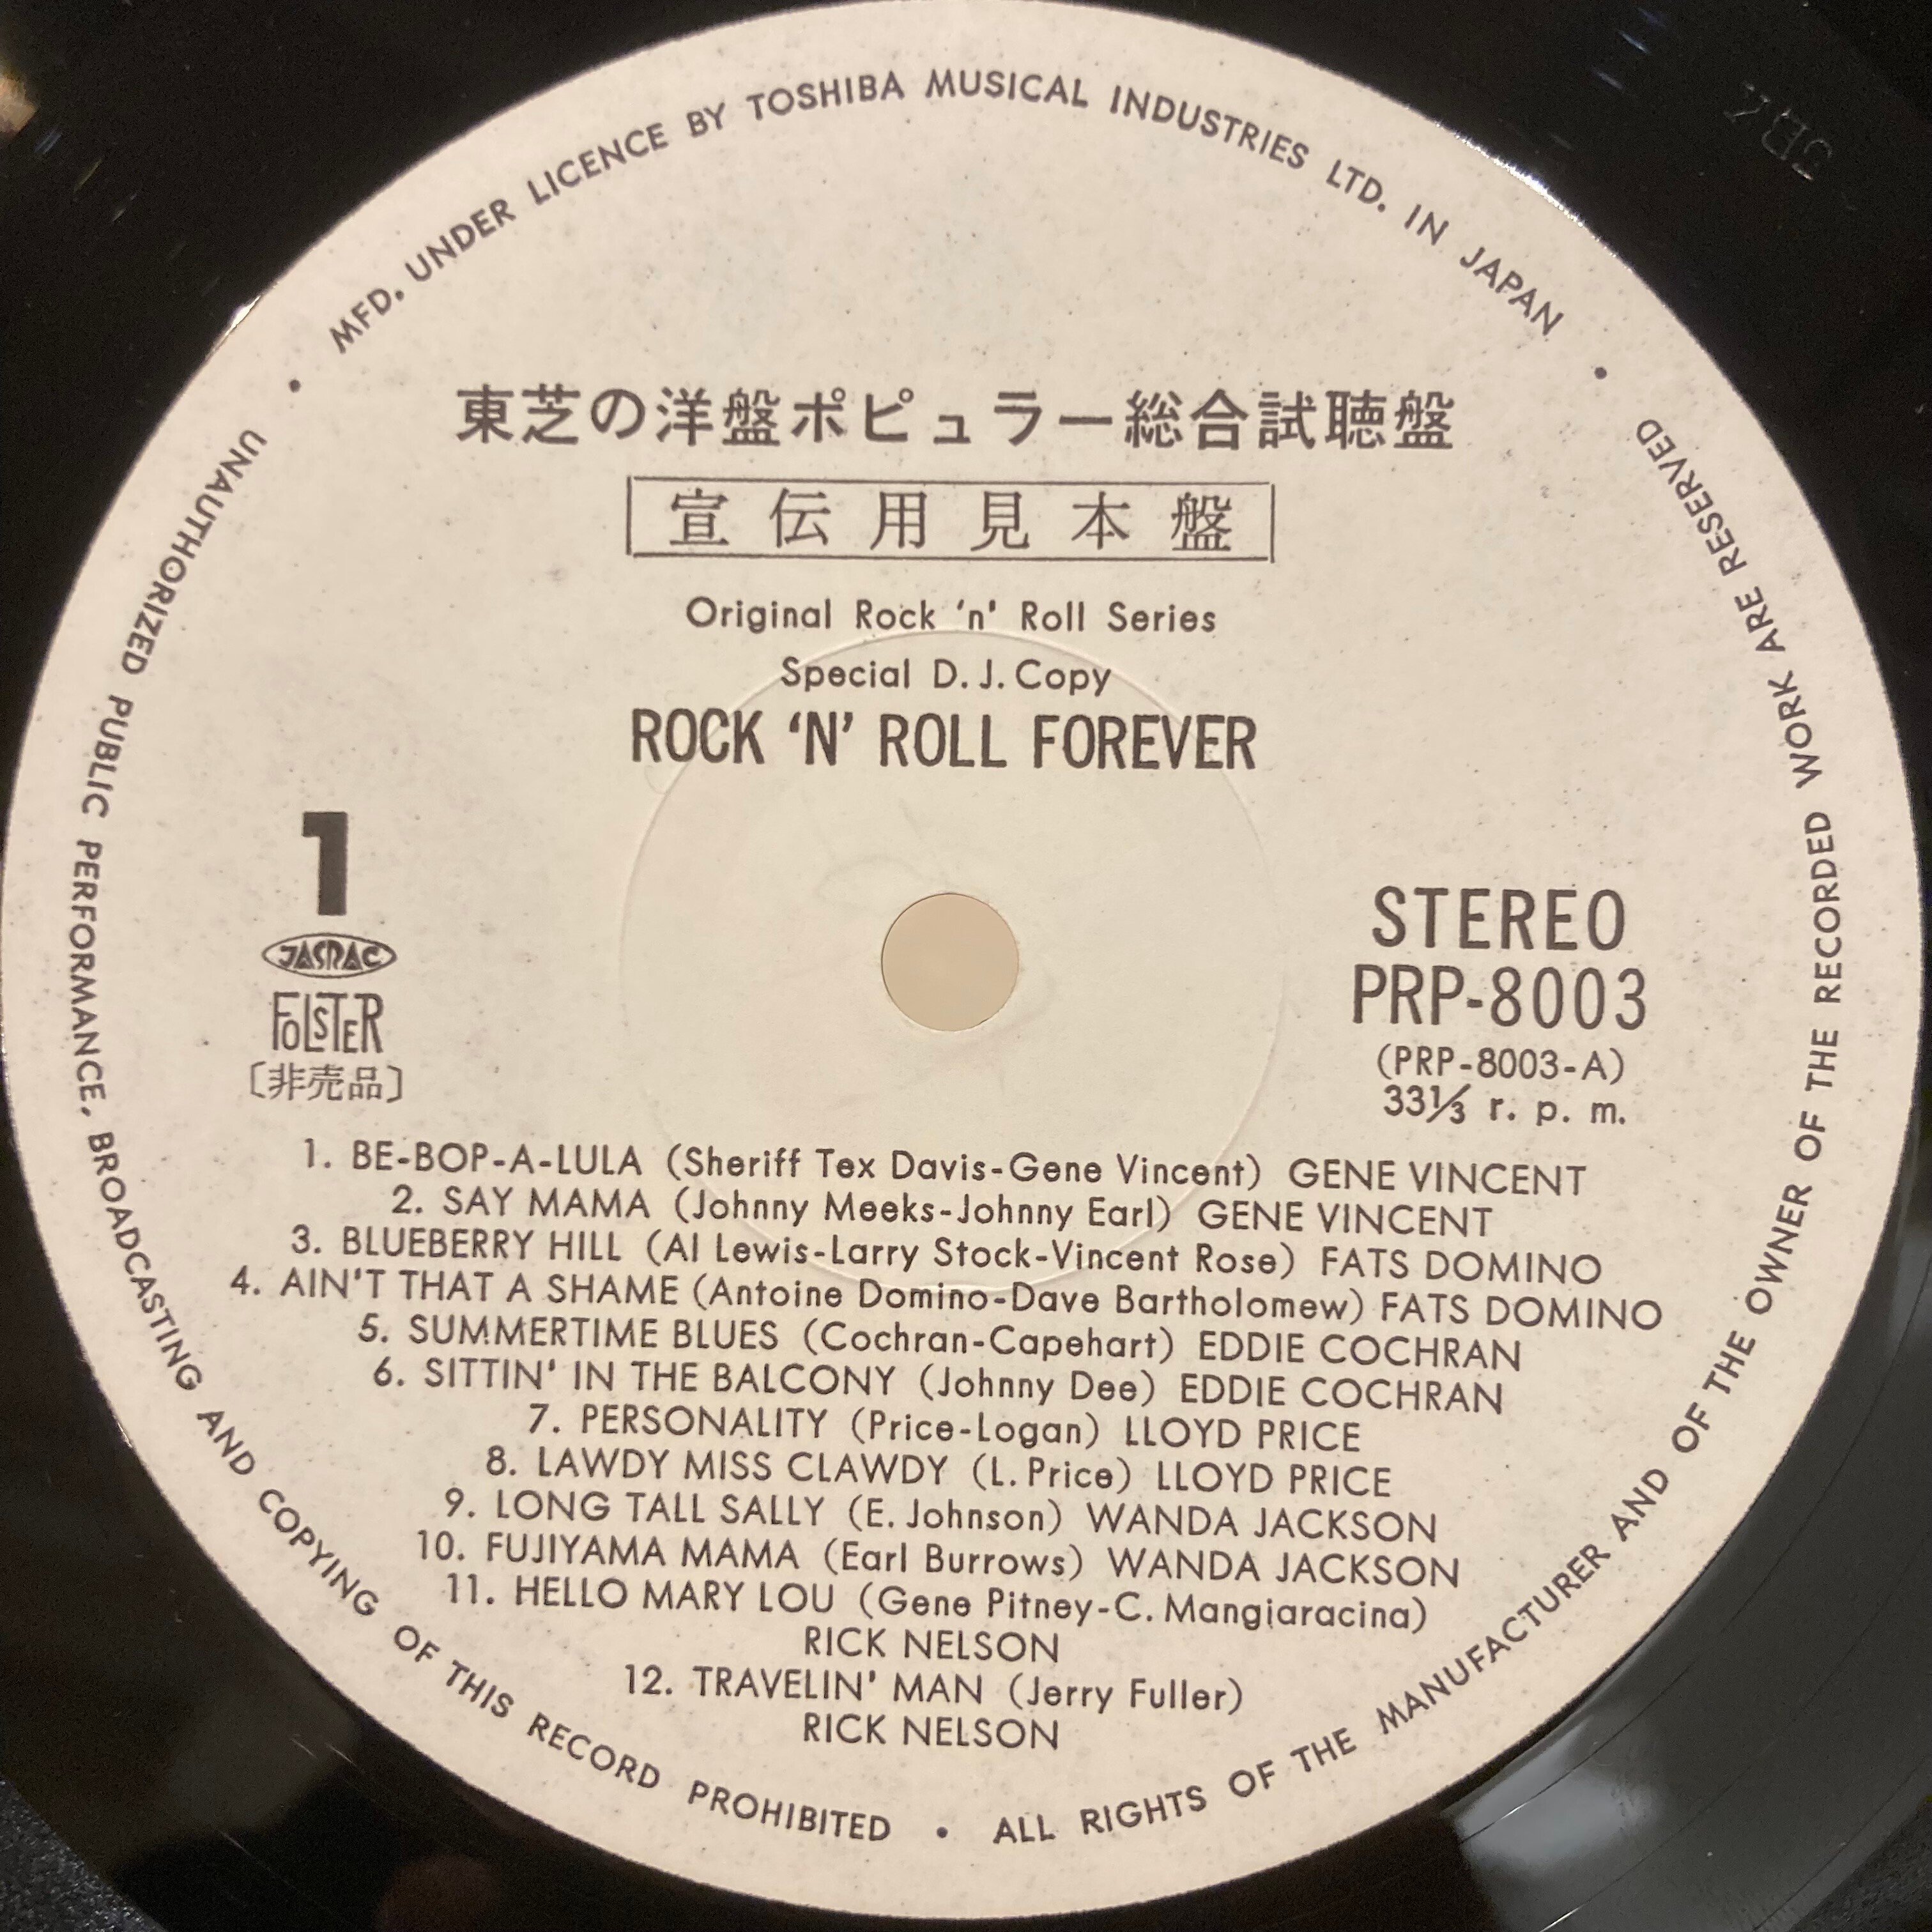 MFD. UNDER LICENCE BY TOSHIBA MUSICAL INDUSTRIES LTD. IN JAPAN
東芝の洋盤ポピュラー総合試聴盤
宣伝用見本盤
Original Rock 'n' Roll Series
Special D. J. Copy
ROCK 'N' ROLL FOREVER
1
JASRAC
FOLSTER
〔非売品〕
STEREO
PRP-8003
(PRP-8003-A)
33⅓ r. p. m.
1. BE-BOP-A-LULA (Sheriff Tex Davis-Gene Vincent) GENE VINCENT
2. SAY MAMA (Johnny Meeks-Johnny Earl) GENE VINCENT
3. BLUEBERRY HILL (Al Lewis-Larry Stock-Vincent Rose) FATS DOMINO
4. AIN'T THAT A SHAME (Antoine Domino-Dave Bartholomew) FATS DOMINO
5. SUMMERTIME BLUES (Cochran-Capehart) EDDIE COCHRAN
6. SITTIN' IN THE BALCONY (Johnny Dee) EDDIE COCHRAN
7. PERSONALITY (Price-Logan) LLOYD PRICE
8. LAWDY MISS CLAWDY (L. Price) LLOYD PRICE
9. LONG TALL SALLY (E. Johnson) WANDA JACKSON
10. FUJIYAMA MAMA (Earl Burrows) WANDA JACKSON
11. HELLO MARY LOU (Gene Pitney-C. Mangiaracina)
RICK NELSON
12. TRAVELIN' MAN (Jerry Fuller)
RICK NELSON
UNAUTHORIZED PUBLIC PERFORMANCE, BROADCASTING AND COPYING OF THIS RECORD PROHIBITED • ALL RIGHTS OF THE MANUFACTURER AND OF THE OWNER OF THE RECORDED WORK ARE RESERVED